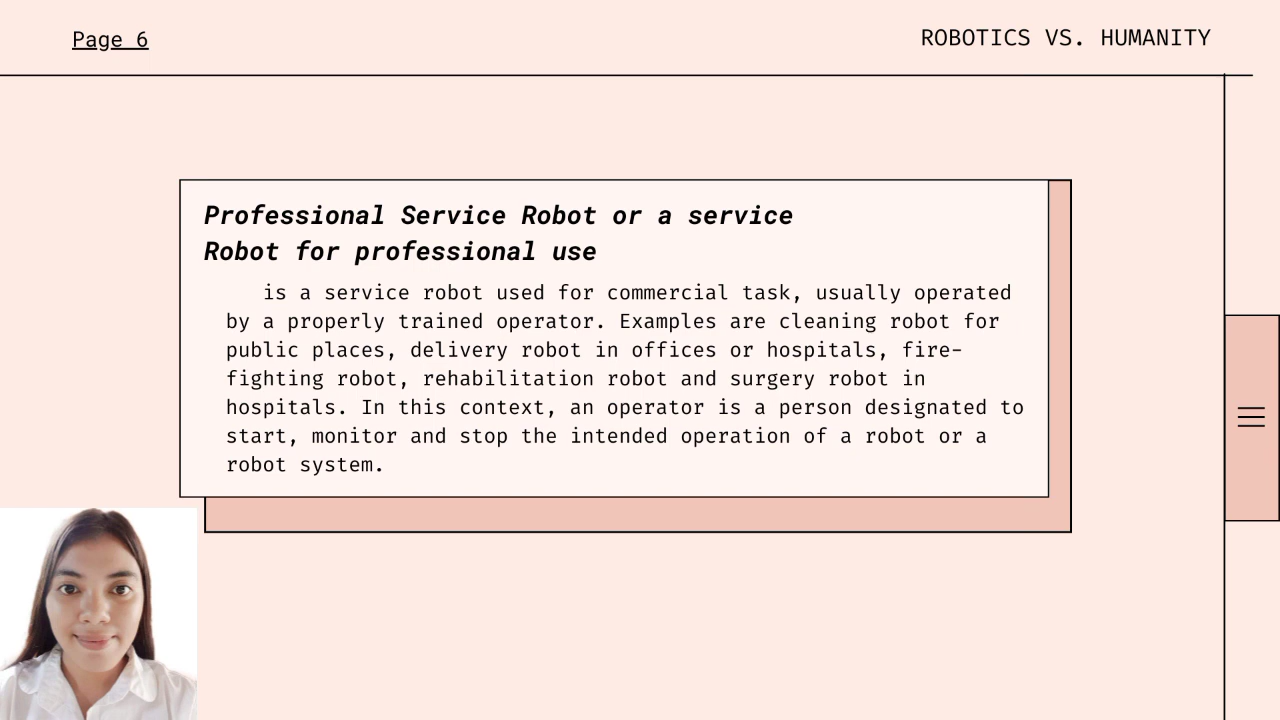 Page 6
ROBOTICS VS. HUMANITY
Professional Service Robot or a service
Robot for professional use
is a service robot used for commercial task, usually operated
by a properly trained operator. Examples are cleaning robot for
public places, delivery robot in offices or hospitals, fire-
fighting robot, rehabilitation robot and surgery robot in
hospitals. In this context, an operator is a person designated to
start, monitor and stop the intended operation of a robot or a
robot system.